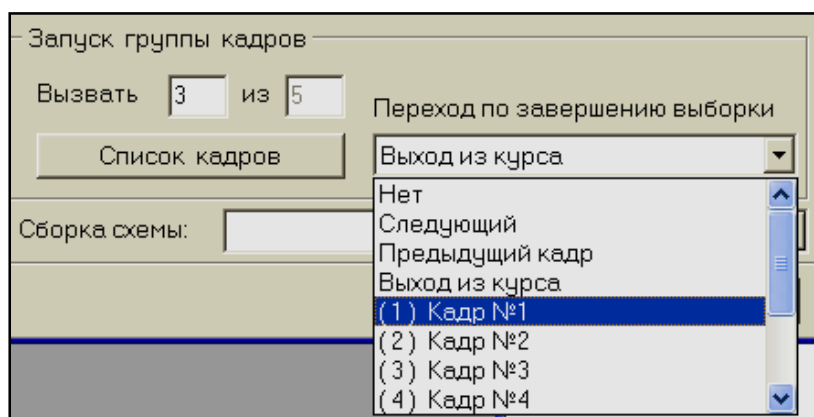 Запуск группы кадров
Вызвать 3 из 5
Переход по завершению выборки
Список кадров
Выход из курса
Нет
Следующий
Предыдущий кадр
Выход из курса
(1) Кадр №1
(2) Кадр №2
(3) Кадр №3
(4) Кадр №4
Сборка схемы: